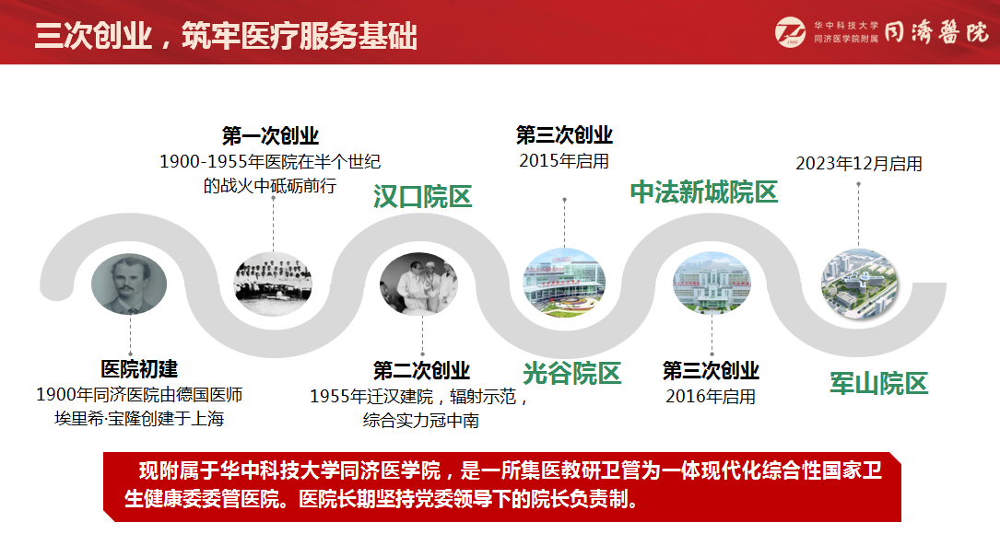 三次创业，筑牢医疗服务基础
华中科技大学
同济医学院附属
同濟醫院
1900
第一次创业
1900-1955年医院在半个世纪
的战火中砥砺前行
汉口院区
第三次创业
2015年启用
中法新城院区
2023年12月启用
医院初建
1900年同济医院由德国医师
埃里希·宝隆创建于上海
第二次创业
1955年迁汉建院，辐射示范，
综合实力冠中南
光谷院区
第三次创业
2016年启用
军山院区
现附属于华中科技大学同济医学院，是一所集医教研卫管为一体现代化综合性国家卫
生健康委委管医院。医院长期坚持党委领导下的院长负责制。